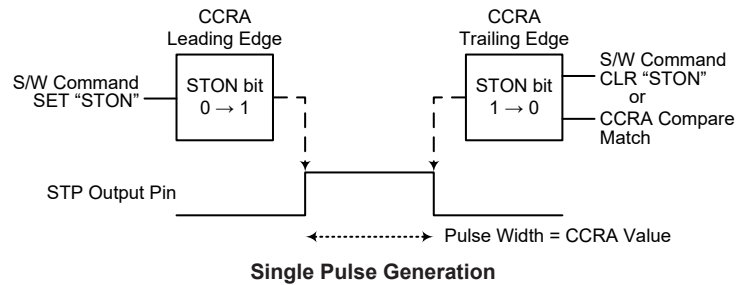 CCRA
Leading Edge
CCRA
Trailing Edge
S/W Command
SET “STON”
STON bit
0 → 1
STON bit
1 → 0
S/W Command
CLR “STON”
or
CCRA Compare
Match
STP Output Pin
Pulse Width = CCRA Value
Single Pulse Generation